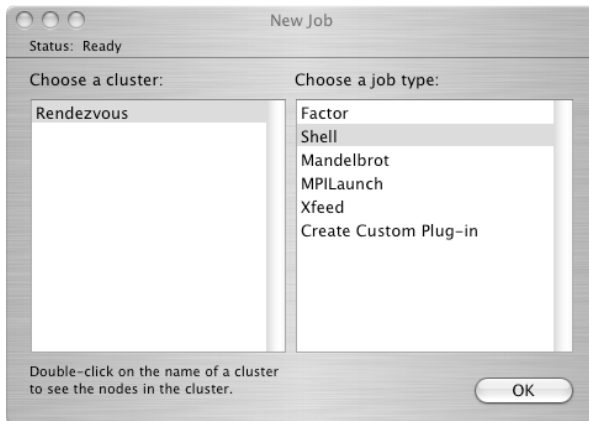 New Job
Status: Ready
Choose a cluster:
Rendezvous
Choose a job type:
Factor
Shell
Mandelbrot
MPILaunch
Xfeed
Create Custom Plug-in
Double-click on the name of a cluster
to see the nodes in the cluster.
OK